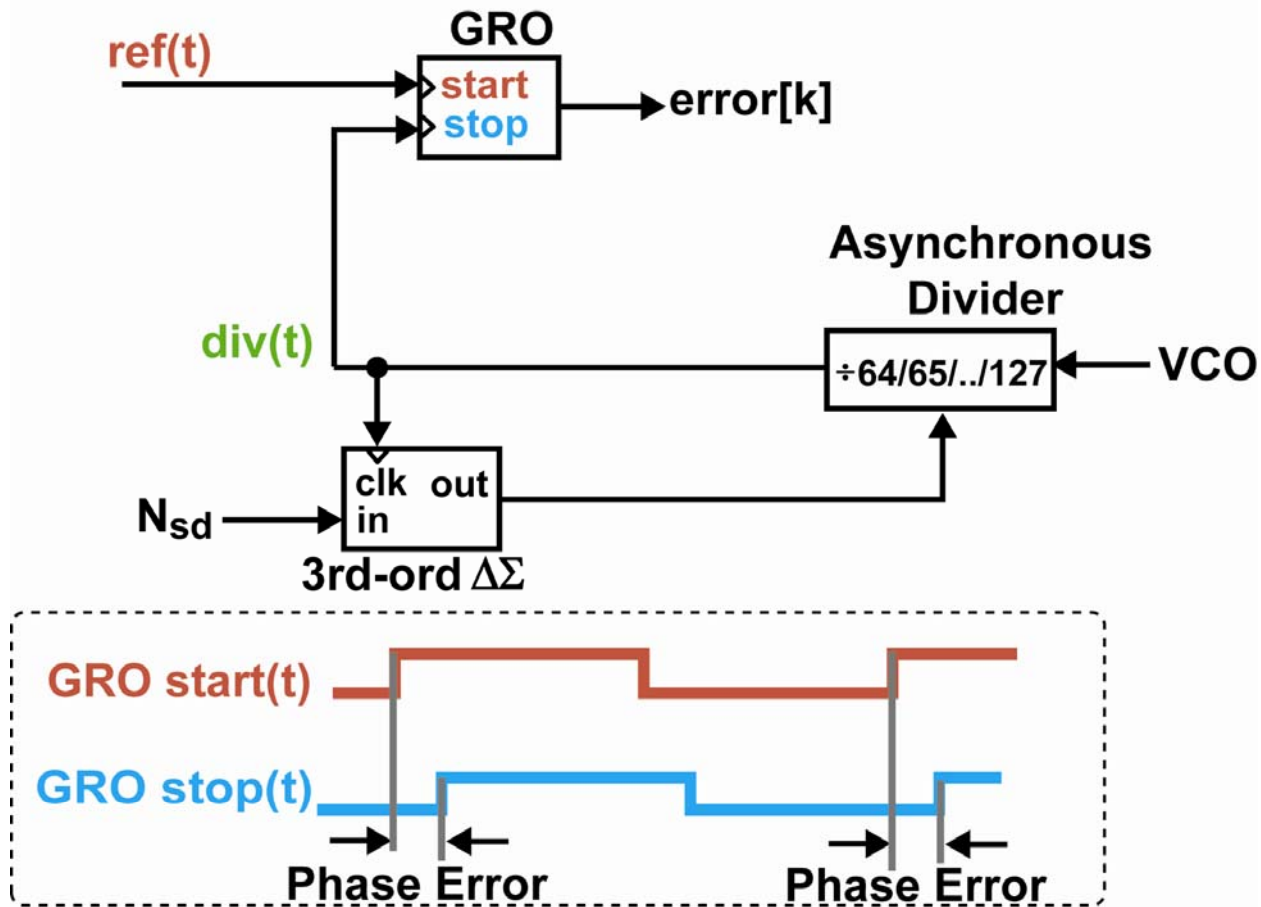 GRO
ref(t)
start
stop
error[k]
Asynchronous
Divider
div(t)
÷64/65/../127
VCO
clk out
in
Nsd
3rd-ord ΔΣ
GRO start(t)
GRO stop(t)
Phase Error
Phase Error